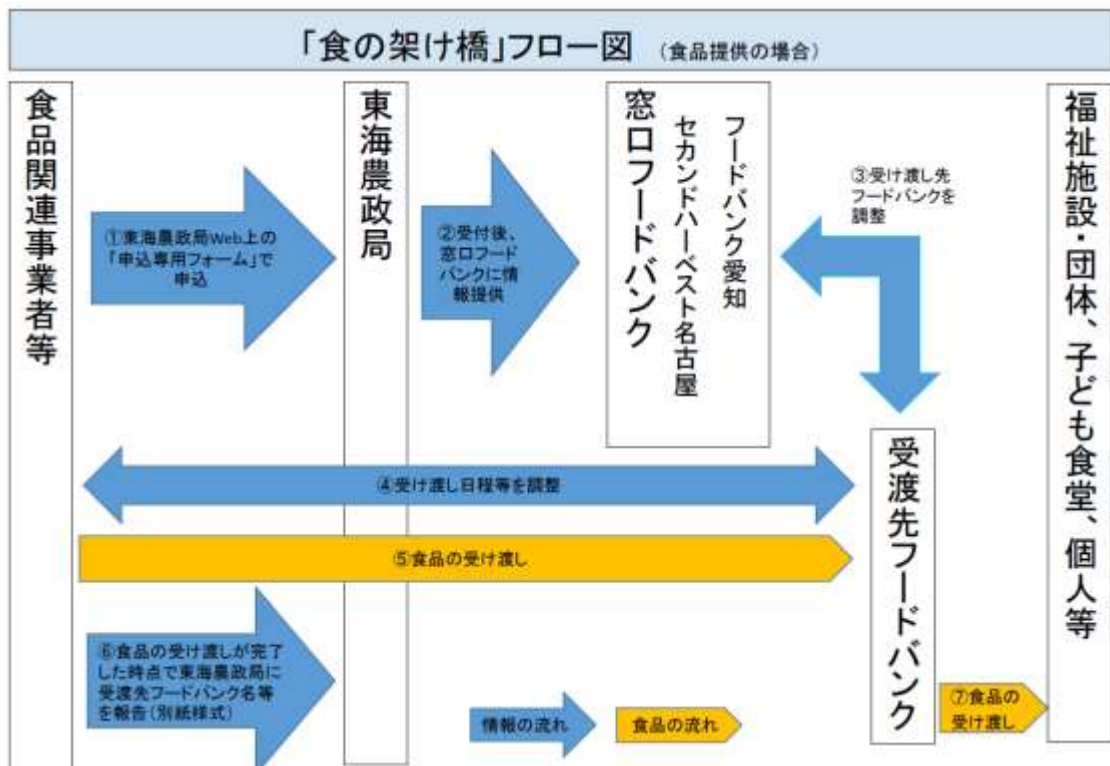 「食の架け橋」フロー図 (食品提供の場合)
食品関連事業者等
東海農政局
窓口フードバンク
セカンドハーベスト名古屋
フードバンク愛知
福祉施設・団体、子ども食堂、個人等
①東海農政局Web上の
「申込専用フォーム」で
申込
②受付後、
窓口フード
バンクに情
報提供
③受け渡し先
フードバンクを
調整
受渡先フードバンク
④受け渡し日程等を調整
⑤食品の受け渡し
⑥食品の受け渡しが完了
した時点で東海農政局に
受渡先フードバンク名等
を報告(別紙様式)
⑦食品の
受け渡し
情報の流れ
食品の流れ